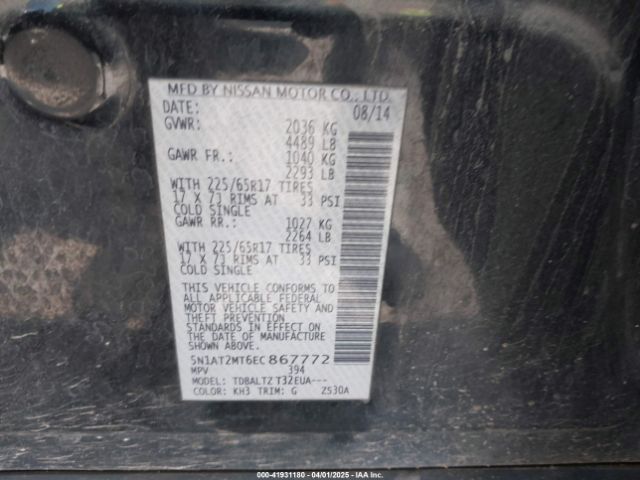 MFD BY NISSAN MOTOR CO., LTD.
DATE: 08/14
GVWR: 2036 KG
4489 LB
GAWR FR.: 1040 KG
2293 LB
WITH 225/65R17 TIRES
17 X 7J RIMS AT 33 PSI
COLD SINGLE
GAWR RR.: 1027 KG
2264 LB
WITH 225/65R17 TIRES
17 X 7J RIMS AT 33 PSI
COLD SINGLE
THIS VEHICLE CONFORMS TO
ALL APPLICABLE FEDERAL
MOTOR VEHICLE SAFETY AND
THEFT PREVENTION
STANDARDS IN EFFECT ON
THE DATE OF MANUFACTURE
SHOWN ABOVE.
5N1AT2MT6EC867772
MPV 394
MODEL: TDBALTZ T32EUA---
COLOR: KH3 TRIM: G Z530A
000-41931180 - 04/01/2025 - IAA Inc.